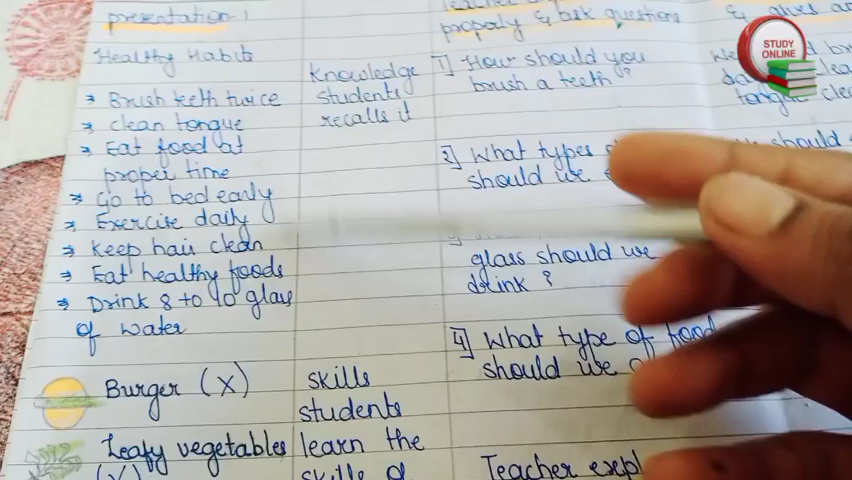 presentation:
Healthy Habits
→ Brush teeth twice
→ clean tongue
→ Eat food at
proper time
→ Go to bed early
→ Exercise daily
→ Keep hair clean
→ Eat healthy foods
→ Drink 8 to 10 glass
of water
Burger (X)
Leafy vegetables
Knowledge
students
recalls it
skills
students
learn the
skills of
properly & ask questions
1] How should you
brush a teeth?
2] What types
should we
glass should we
drink?
4] What type of food
should we
Teacher
& gives
tongue
should
STUDY
ONLINE